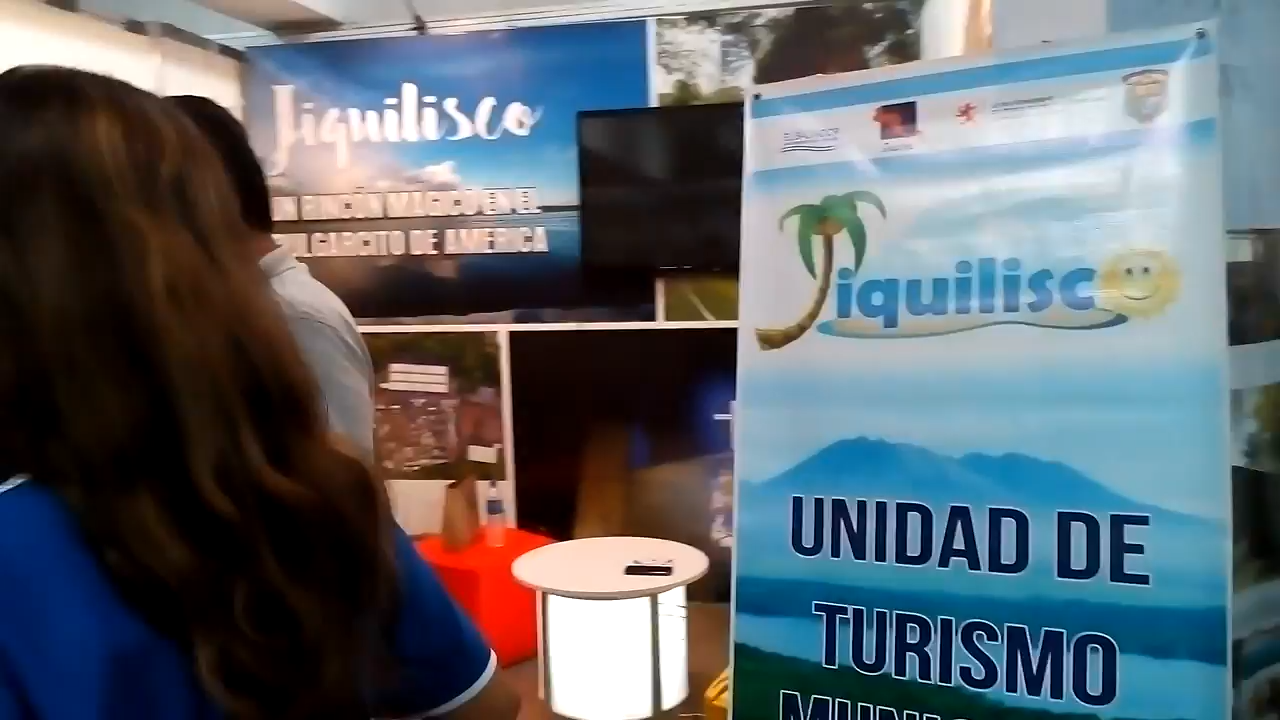 Jiquilisco
UN RINCÓN MÁGICO EN EL
PULGARCITO DE AMÉRICA
Jiquilisco
UNIDAD DE
TURISMO